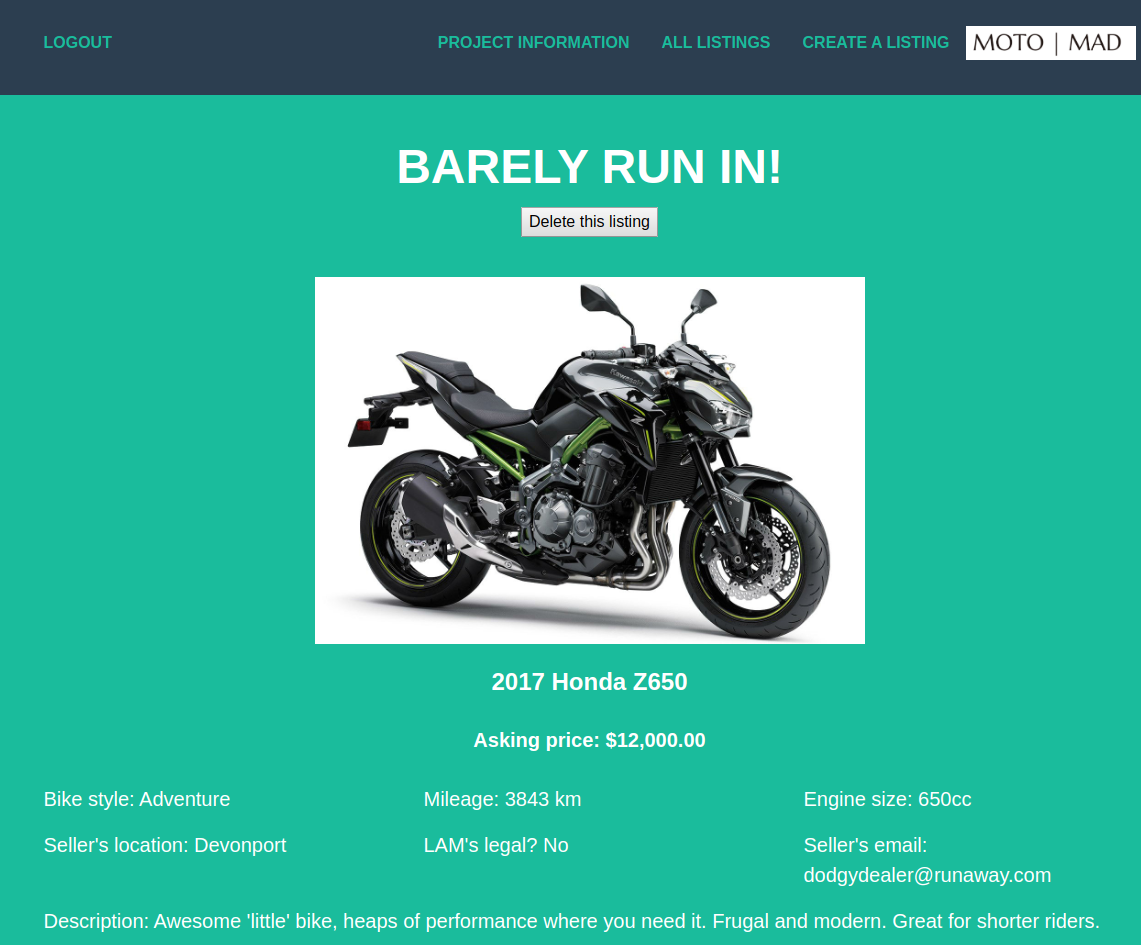 LOGOUT PROJECT INFORMATION ALL LISTINGS CREATE A LISTING MOTO | MAD
BARELY RUN IN!
Delete this listing
Kawasaki
2017 Honda Z650
Asking price: $12,000.00
Bike style: Adventure Mileage: 3843 km Engine size: 650cc
Seller's location: Devonport LAM's legal? No Seller's email:
dodgydealer@runaway.com
Description: Awesome 'little' bike, heaps of performance where you need it. Frugal and modern. Great for shorter riders.